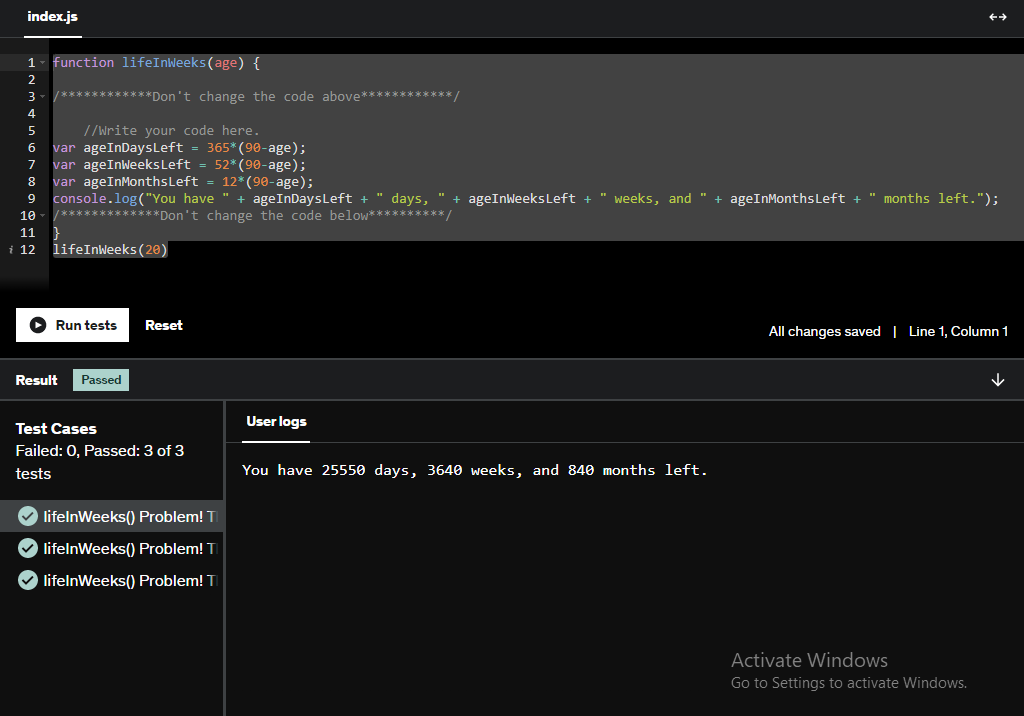 index.js
1 function lifeInWeeks(age) {
2
3 /************Don't change the code above************/
4
5 //Write your code here.
6 var ageInDaysLeft = 365*(90-age);
7 var ageInWeeksLeft = 52*(90-age);
8 var ageInMonthsLeft = 12*(90-age);
9 console.log("You have " + ageInDaysLeft + " days, " + ageInWeeksLeft + " weeks, and " + ageInMonthsLeft + " months left.");
10 /*************Don't change the code below**********/
11 }
i 12 lifeInWeeks(20)
Run tests Reset
All changes saved | Line 1, Column 1
Result Passed
Test Cases
Failed: 0, Passed: 3 of 3
tests
lifeInWeeks() Problem!
lifeInWeeks() Problem!
lifeInWeeks() Problem!
User logs
You have 25550 days, 3640 weeks, and 840 months left.
Activate Windows
Go to Settings to activate Windows.